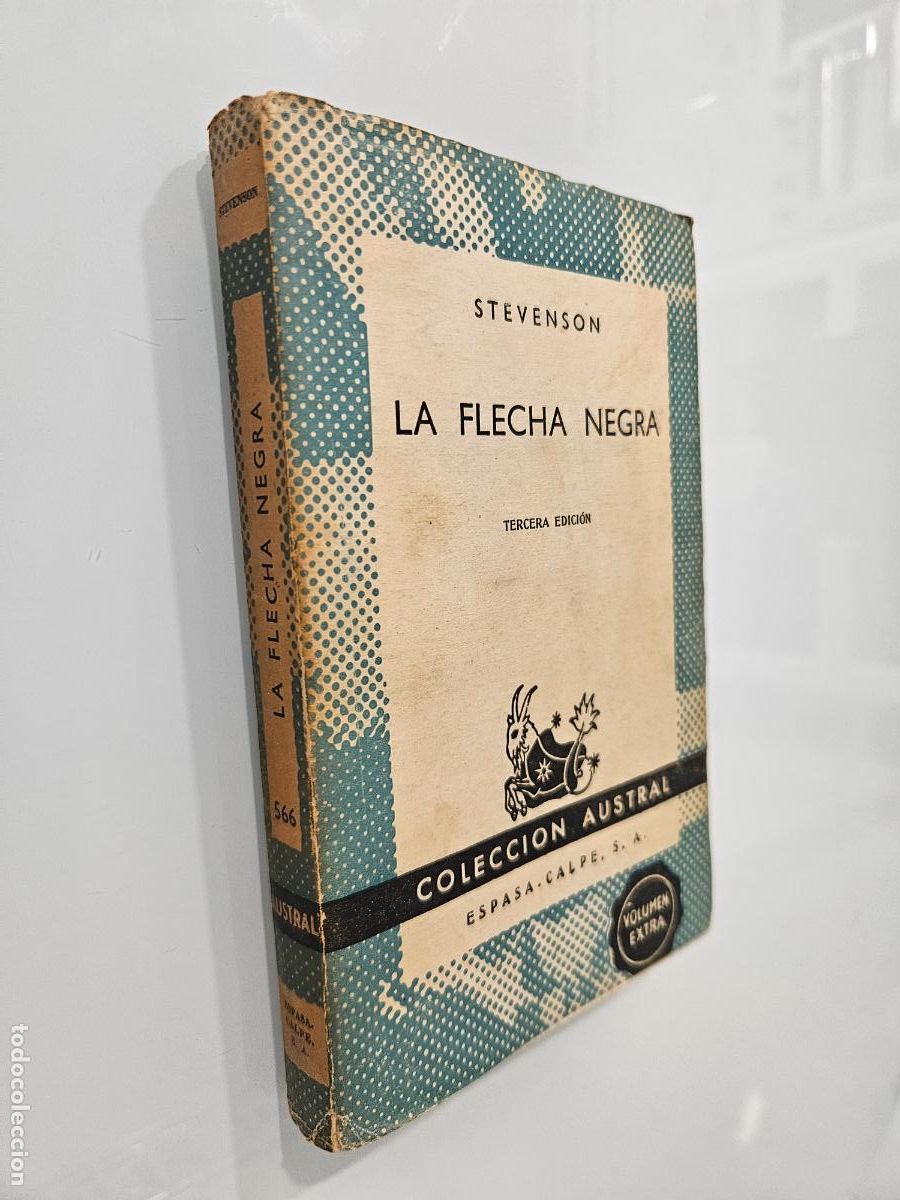 STEVENSON
LA FLECHA NEGRA
TERCERA EDICIÓN
COLECCION AUSTRAL
ESPASA-CALPE, S. A.
VOLUMEN
EXTRA
STEVENSON
LA FLECHA NEGRA
566
AUSTRAL
ESPASA-
CALPE,
S. A.
todocoleccion